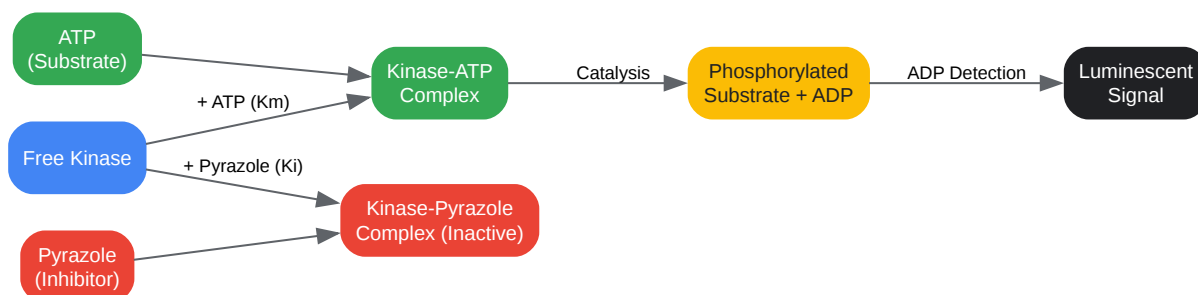 ATP
(Substrate)
Kinase-ATP
Complex
Catalysis
Phosphorylated
Substrate + ADP
ADP Detection
Luminescent
Signal
+ ATP (Km)
Free Kinase
+ Pyrazole (Ki)
Kinase-Pyrazole
Complex (Inactive)
Pyrazole
(Inhibitor)